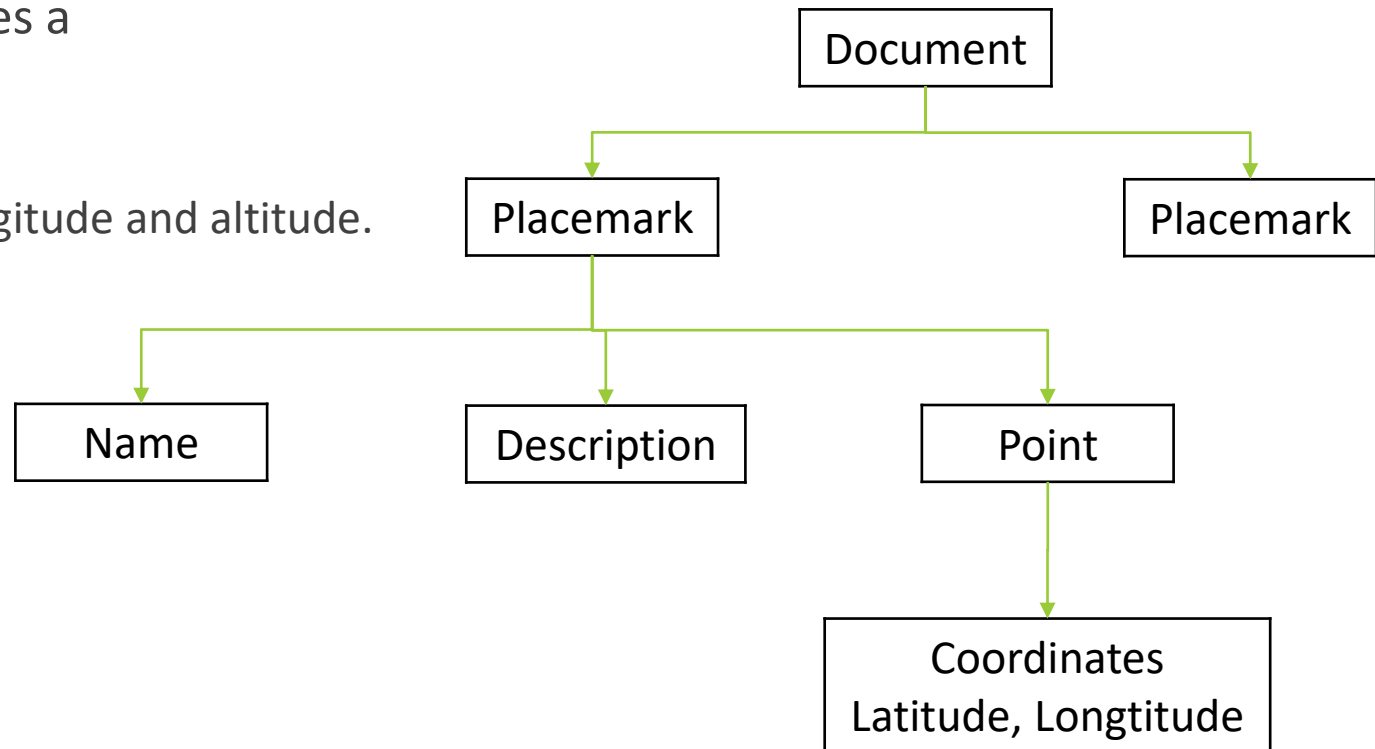 es a
Document
gitude and altitude.
Placemark
Placemark
Name
Description
Point
Coordinates
Latitude, Longtitude